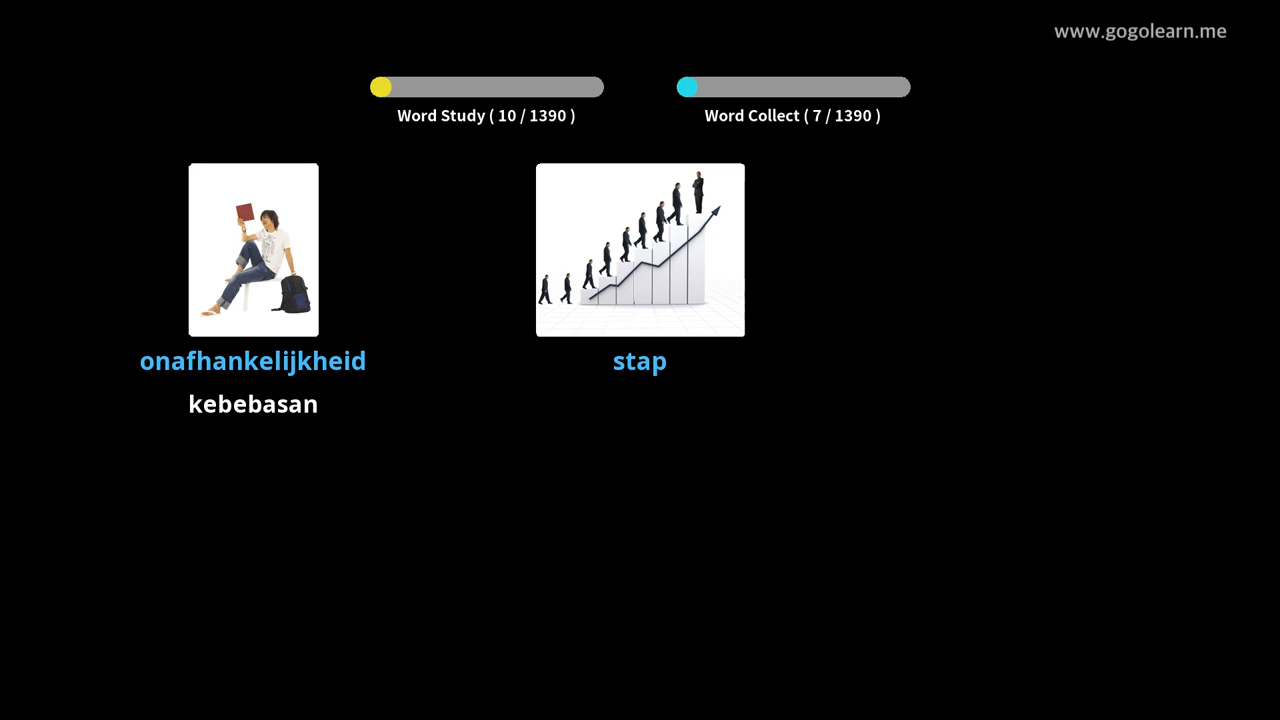 www.gogolearn.me
Word Study ( 10 / 1390 )
Word Collect ( 7 / 1390 )
onafhankelijkheid
stap
kebebasan